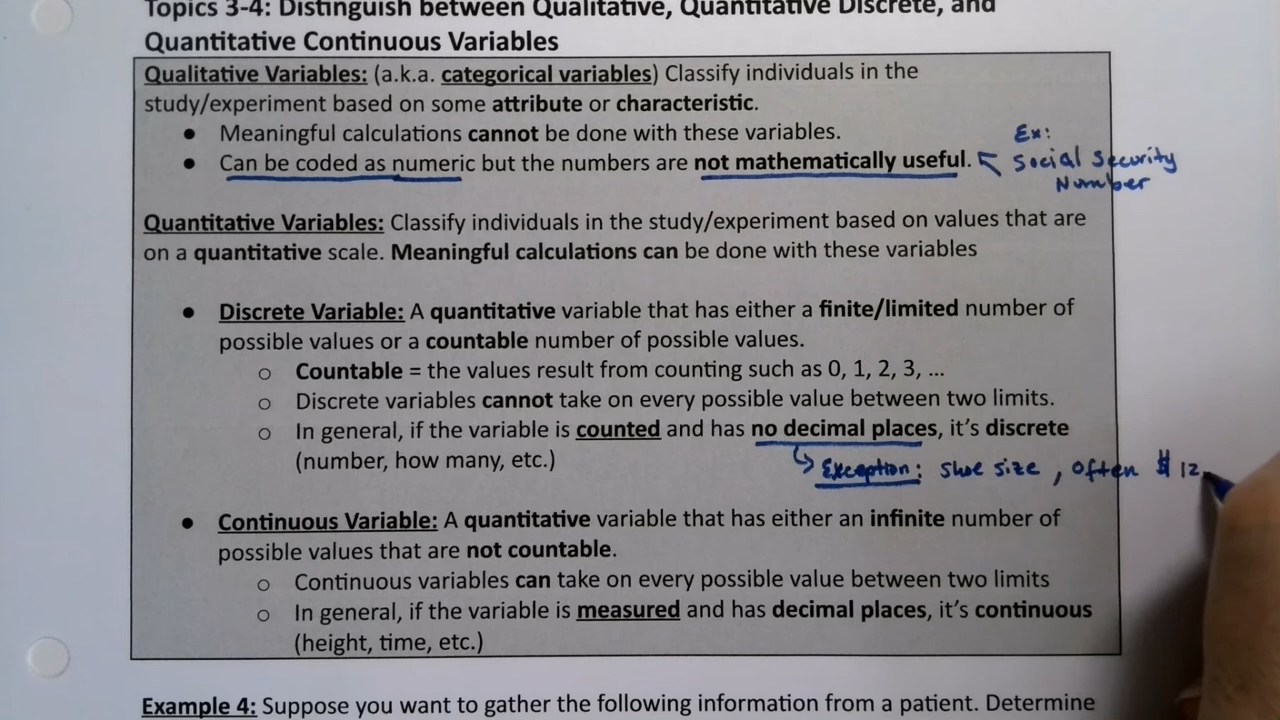 Topics 3-4: Distinguish between Qualitative, Quantitative Discrete, and
Quantitative Continuous Variables
Qualitative Variables: (a.k.a. categorical variables) Classify individuals in the
study/experiment based on some attribute or characteristic.
● Meaningful calculations cannot be done with these variables.
Ex:
● Can be coded as numeric but the numbers are not mathematically useful. Social Security
Number
Quantitative Variables: Classify individuals in the study/experiment based on values that are
on a quantitative scale. Meaningful calculations can be done with these variables
● Discrete Variable: A quantitative variable that has either a finite/limited number of
possible values or a countable number of possible values.
○ Countable = the values result from counting such as 0, 1, 2, 3, …
○ Discrete variables cannot take on every possible value between two limits.
○ In general, if the variable is counted and has no decimal places, it's discrete
(number, how many, etc.)
Exception: shoe size, often $12.
● Continuous Variable: A quantitative variable that has either an infinite number of
possible values that are not countable.
○ Continuous variables can take on every possible value between two limits
○ In general, if the variable is measured and has decimal places, it's continuous
(height, time, etc.)
Example 4: Suppose you want to gather the following information from a patient. Determine